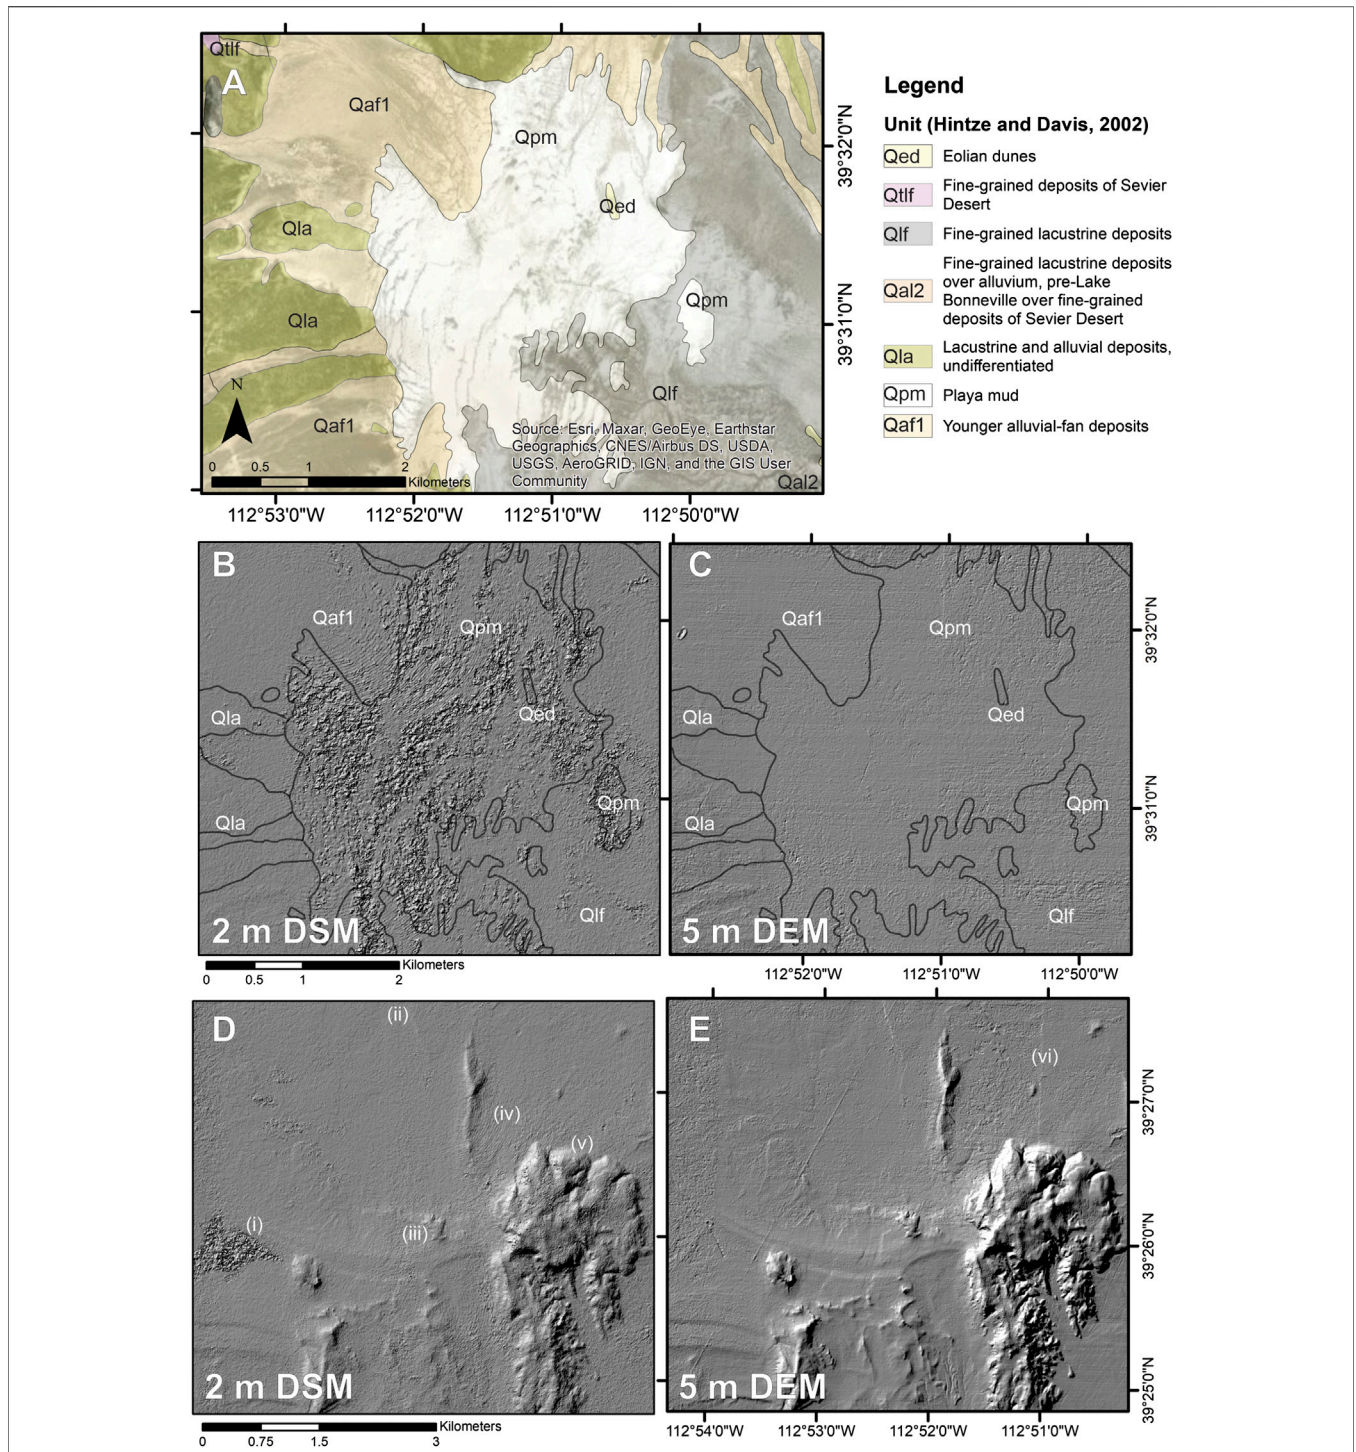 A
Qtlf
Qaf1
Qpm
Qed
Qla
Qpm
Qla
Qlf
Qaf1
Qal2
N
0 0.5 1 2
Kilometers
Source: Esri, Maxar, GeoEye, Earthstar
Geographics, CNES/Airbus DS, USDA,
USGS, AeroGRID, IGN, and the GIS User
Community
39°32'0"N
39°31'0"N
112°53'0"W 112°52'0"W 112°51'0"W 112°50'0"W
Legend
Unit (Hintze and Davis, 2002)
Qed Eolian dunes
Qtlf Fine-grained deposits of Sevier
Desert
Qlf Fine-grained lacustrine deposits
Qal2 Fine-grained lacustrine deposits
over alluvium, pre-Lake
Bonneville over fine-grained
deposits of Sevier Desert
Qla Lacustrine and alluvial deposits,
undifferentiated
Qpm Playa mud
Qaf1 Younger alluvial-fan deposits
B
Qaf1
Qpm
Qla
Qed
Qpm
Qla
Qlf
2 m DSM
Kilometers
0 0.5 1 2
C
Qaf1
Qpm
Qla
Qed
Qpm
Qla
Qlf
5 m DEM
39°32'0"N
39°31'0"N
112°52'0"W 112°51'0"W 112°50'0"W
D
(ii)
(iv)
(v)
(i)
(iii)
2 m DSM
Kilometers
0 0.75 1.5 3
E
(vi)
5 m DEM
39°27'0"N
39°26'0"N
39°25'0"N
112°54'0"W 112°53'0"W 112°52'0"W 112°51'0"W